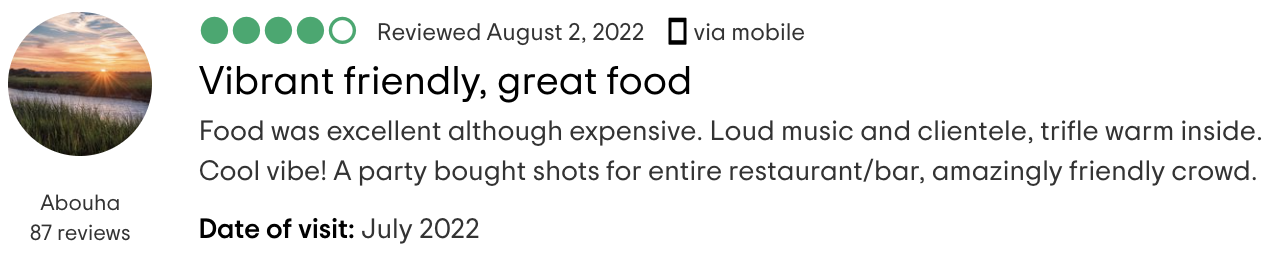 Reviewed August 2, 2022 via mobile
Vibrant friendly, great food
Food was excellent although expensive. Loud music and clientele, trifle warm inside.
Cool vibe! A party bought shots for entire restaurant/bar, amazingly friendly crowd.
Date of visit: July 2022
Abouha
87 reviews